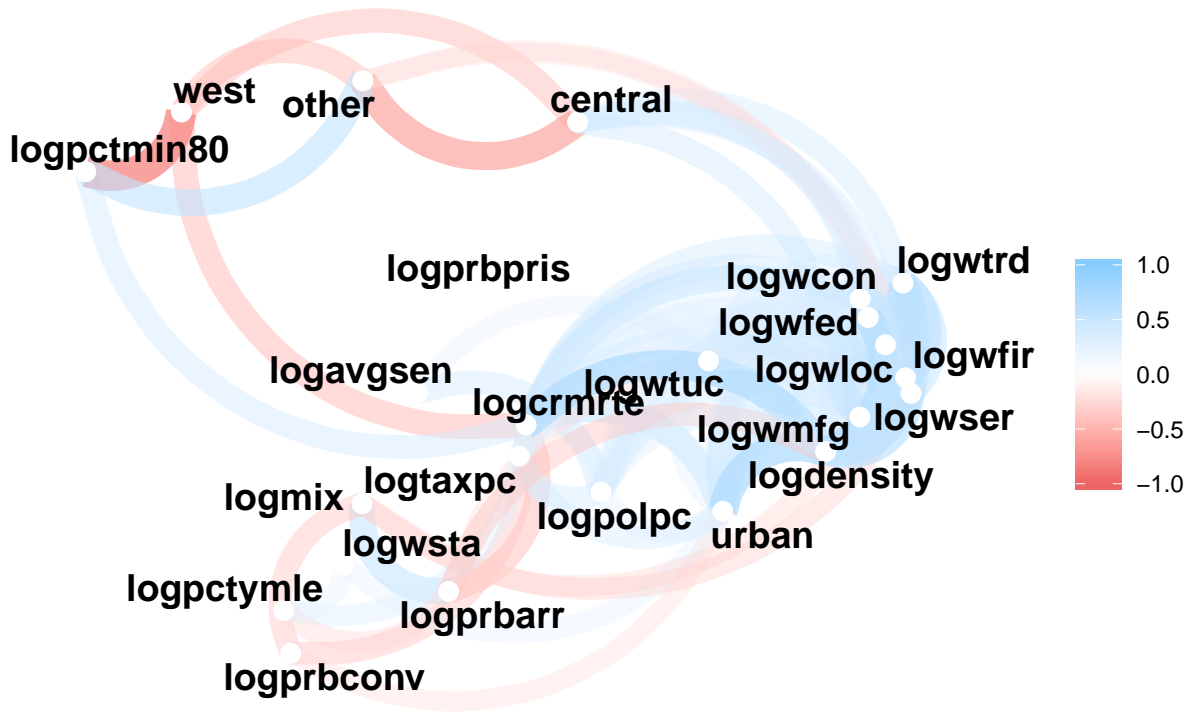 west
other
central
logpctmin80
logprbpris
logwtrd
logwcon
logwfed
logwfir
logavgsen
logwtuc
logwloc
logcrmrte
logwser
logwmfg
logtaxpc
logdensity
logmix
logpolpc
urban
logwsta
logpctymle
logprbarr
logprbconv
1.0
0.5
0.0
−0.5
−1.0